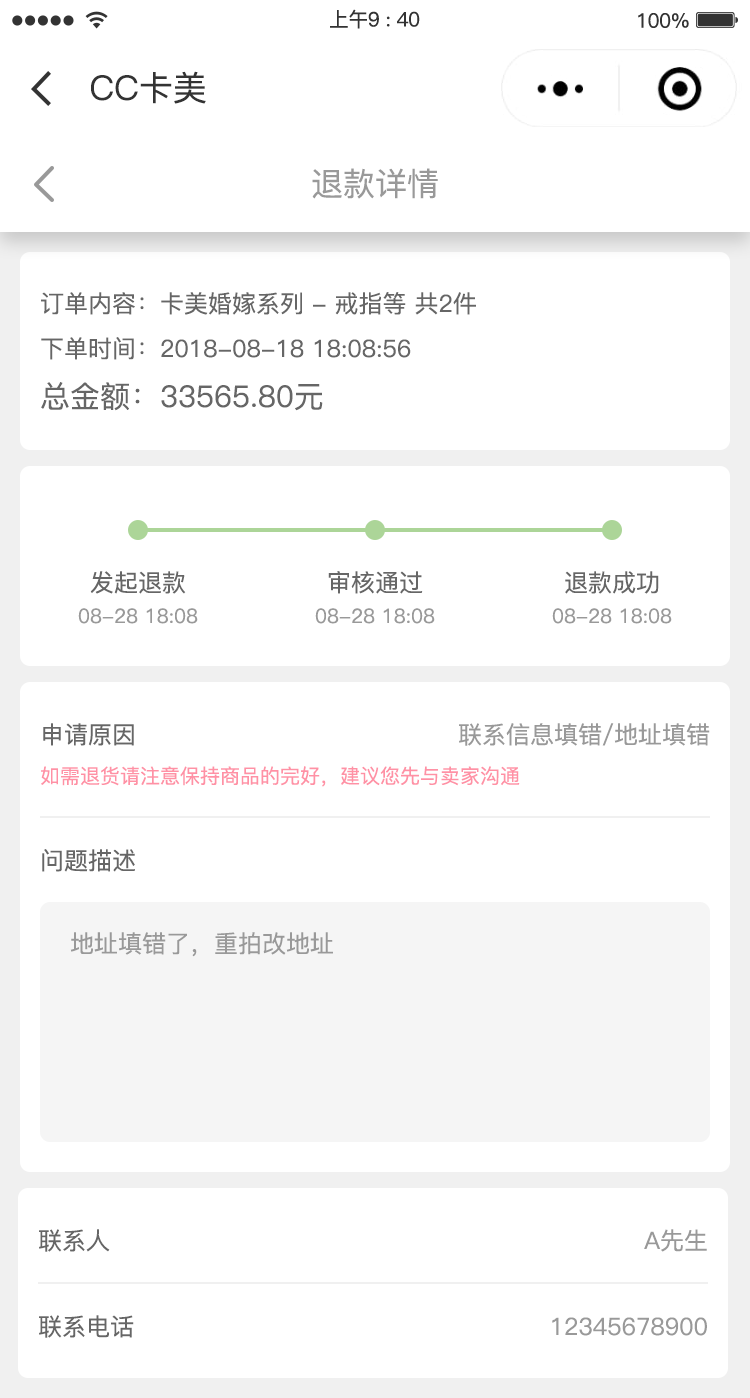 上午9 : 40
100%
CC卡美
退款详情
订单内容：卡美婚嫁系列 – 戒指等 共2件
下单时间：2018–08–18 18:08:56
总金额：33565.80元
发起退款 审核通过 退款成功
08–28 18:08 08–28 18:08 08–28 18:08
申请原因 联系信息填错/地址填错
如需退货请注意保持商品的完好，建议您先与卖家沟通
问题描述
地址填错了，重拍改地址
联系人 A先生
联系电话 12345678900